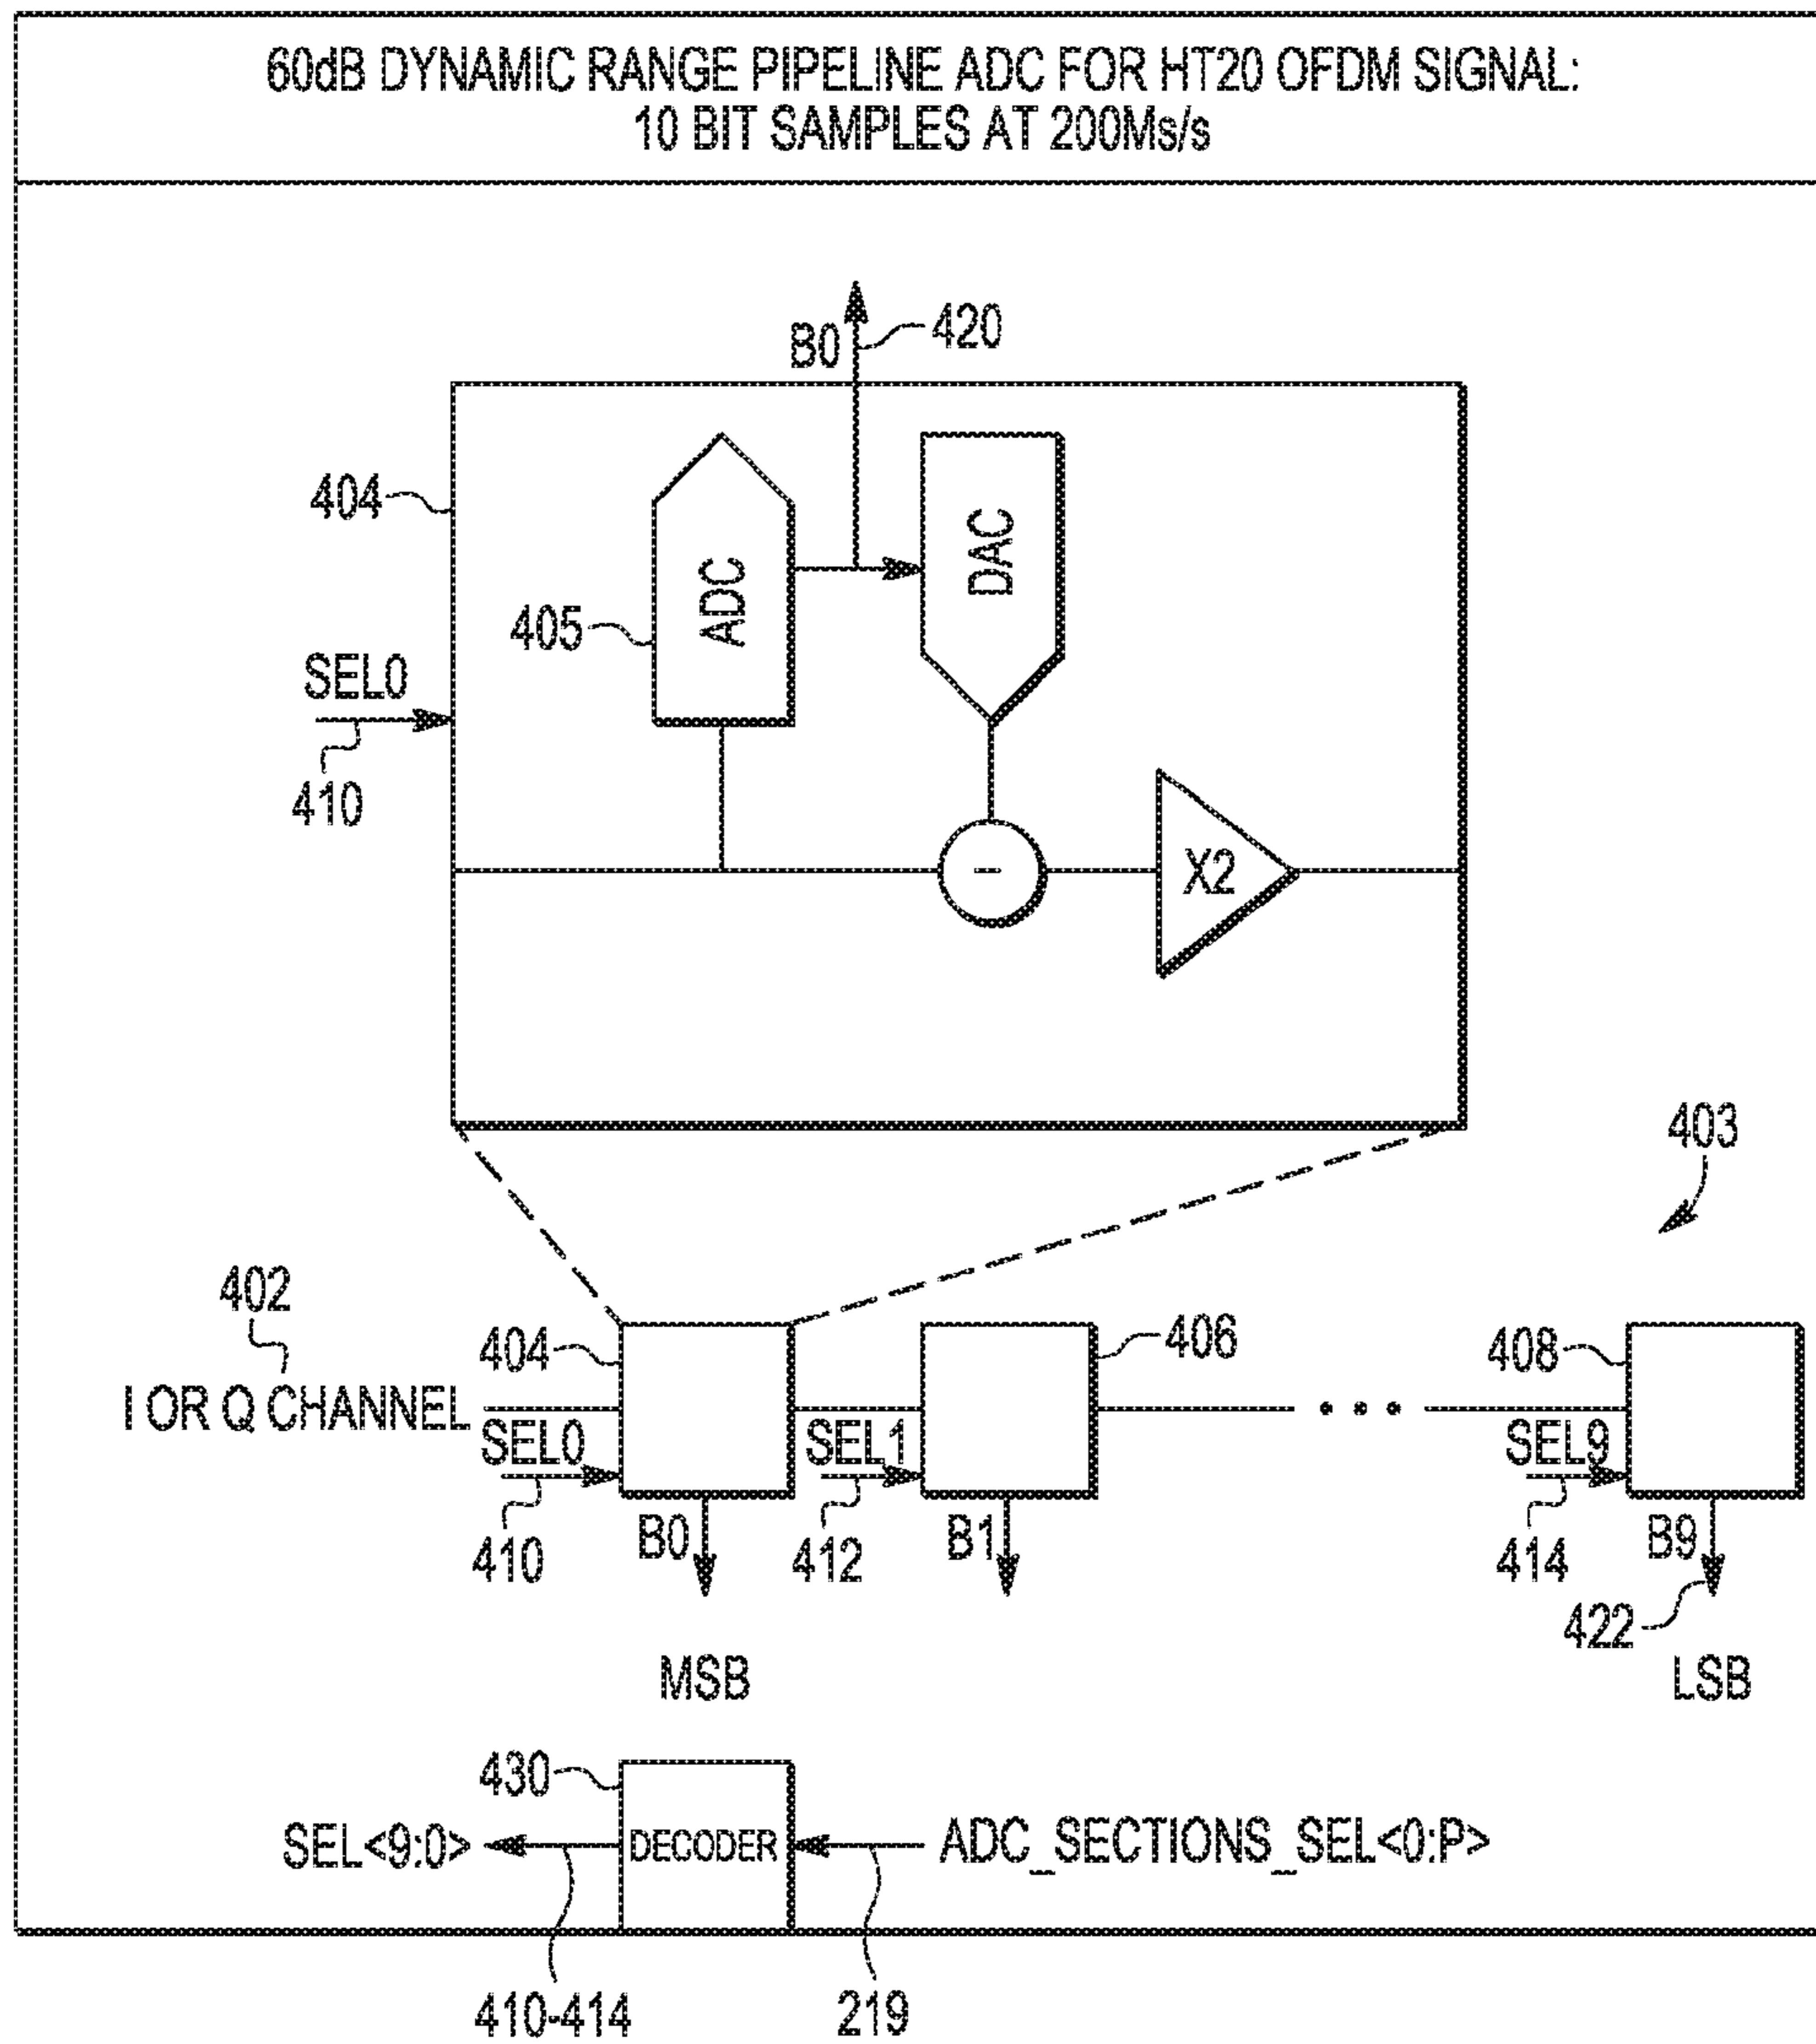 60dB DYNAMIC RANGE PIPELINE ADC FOR HT20 OFDM SIGNAL:
10 BIT SAMPLES AT 200Ms/s
B0
420
404
ADC
DAC
405
SEL0
410
-
X2
403
402
404
406
408
I OR Q CHANNEL
SEL0
SEL1
SEL9
410
B0
412
B1
414
B9
422
MSB
LSB
430
SEL<9:0>
DECODER
ADC_SECTIONS_SEL<0:P>
410-414
219